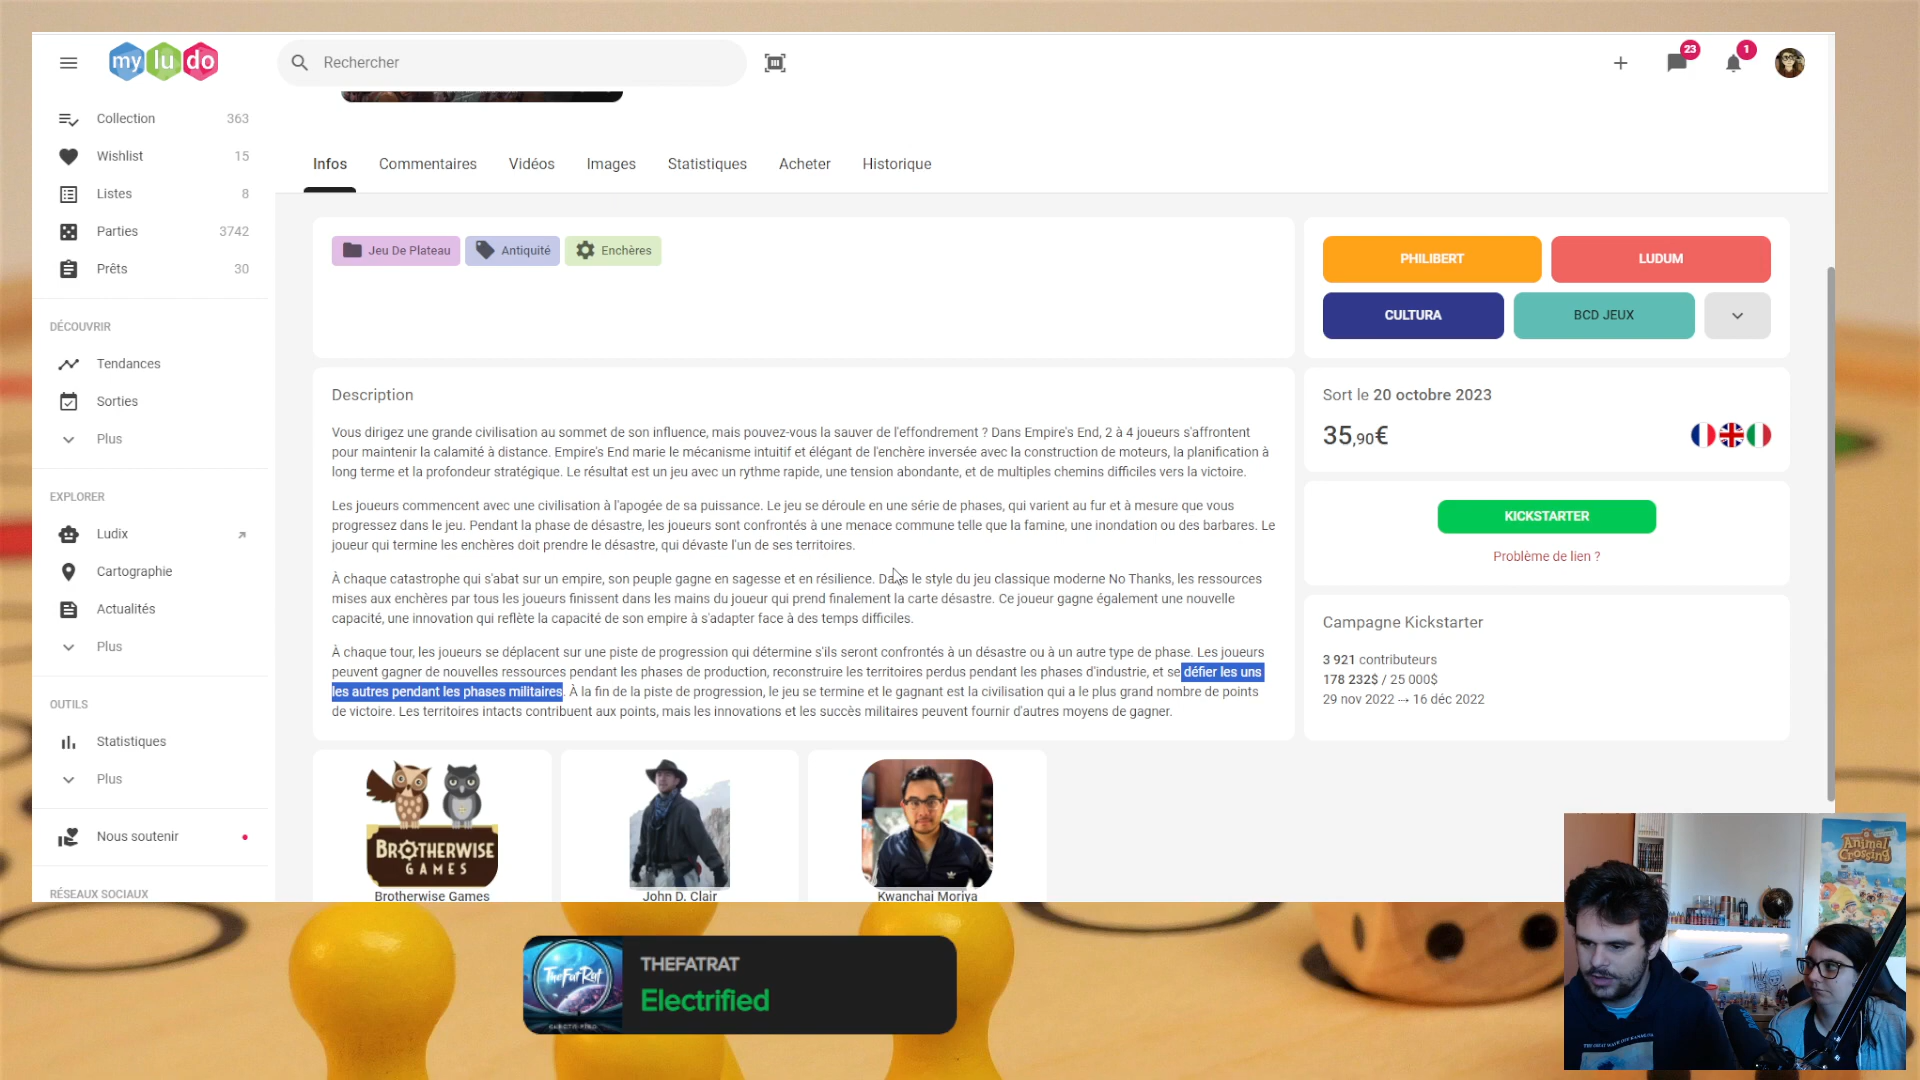 my lu do
Rechercher
23
1
Collection 363
Wishlist 15
Listes 8
Parties 3742
Prêts 30
DÉCOUVRIR
Tendances
Sorties
Plus
EXPLORER
Ludix
Cartographie
Actualités
Plus
OUTILS
Statistiques
Plus
Nous soutenir
RÉSEAUX SOCIAUX
Infos Commentaires Vidéos Images Statistiques Acheter Historique
Jeu De Plateau Antiquité Enchères
Description
Vous dirigez une grande civilisation au sommet de son influence, mais pouvez-vous la sauver de l'effondrement ? Dans Empire's End, 2 à 4 joueurs s'affrontent
pour maintenir la calamité à distance. Empire's End marie le mécanisme intuitif et élégant de l'enchère inversée avec la construction de moteurs, la planification à
long terme et la profondeur stratégique. Le résultat est un jeu avec un rythme rapide, une tension abondante, et de multiples chemins difficiles vers la victoire.
Les joueurs commencent avec une civilisation à l'apogée de sa puissance. Le jeu se déroule en une série de phases, qui varient au fur et à mesure que vous
progressez dans le jeu. Pendant la phase de désastre, les joueurs sont confrontés à une menace commune telle que la famine, une inondation ou des barbares. Le
joueur qui termine les enchères doit prendre le désastre, qui dévaste l'un de ses territoires.
À chaque catastrophe qui s'abat sur un empire, son peuple gagne en sagesse et en résilience. Dans le style du jeu classique moderne No Thanks, les ressources
mises aux enchères par tous les joueurs finissent dans les mains du joueur qui prend finalement la carte désastre. Ce joueur gagne également une nouvelle
capacité, une innovation qui reflète la capacité de son empire à s'adapter face à des temps difficiles.
À chaque tour, les joueurs se déplacent sur une piste de progression qui détermine s'ils seront confrontés à un désastre ou à un autre type de phase. Les joueurs
peuvent gagner de nouvelles ressources pendant les phases de production, reconstruire les territoires perdus pendant les phases d'industrie, et se défier les uns
les autres pendant les phases militaires. À la fin de la piste de progression, le jeu se termine et le gagnant est la civilisation qui a le plus grand nombre de points
de victoire. Les territoires intacts contribuent aux points, mais les innovations et les succès militaires peuvent fournir d'autres moyens de gagner.
BROTHERWISE
GAMES
Brotherwise Games
John D. Clair
Kwanchai Moriya
PHILIBERT LUDUM
CULTURA BCD JEUX
Sort le 20 octobre 2023
35,90€
KICKSTARTER
Problème de lien ?
Campagne Kickstarter
3 921 contributeurs
178 232$ / 25 000$
29 nov 2022 → 16 déc 2022
TheFatRat
THEFATRAT
Electrified
Animal
Crossing